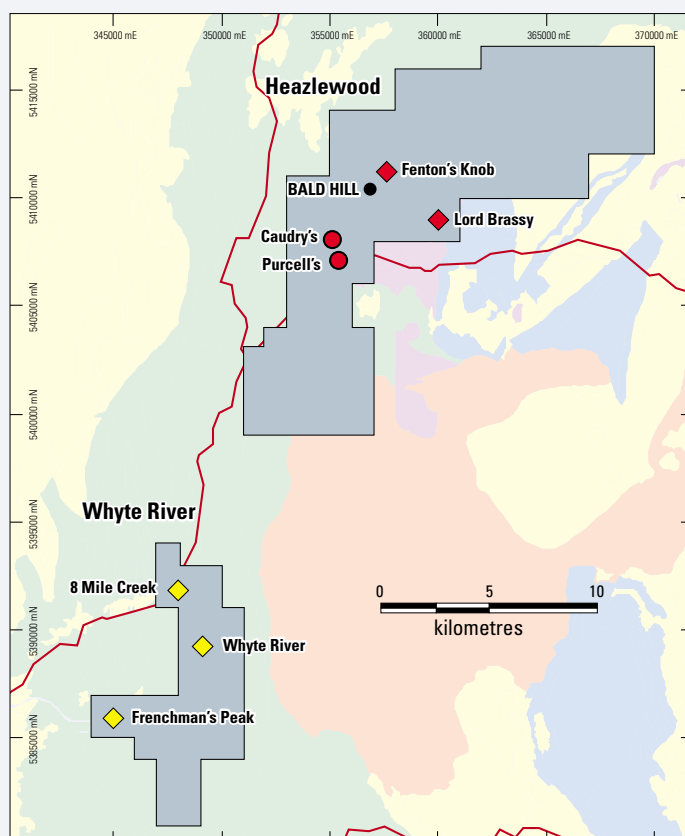 345000 mE
350000 mE
355000 mE
360000 mE
365000 mE
370000 mE
5415000 mN
5410000 mN
5405000 mN
5400000 mN
5395000 mN
5390000 mN
5385000 mN
Heazlewood
Fenton's Knob
BALD HILL
Lord Brassy
Caudry's
Purcell's
Whyte River
8 Mile Creek
Whyte River
Frenchman's Peak
0 5 10
kilometres